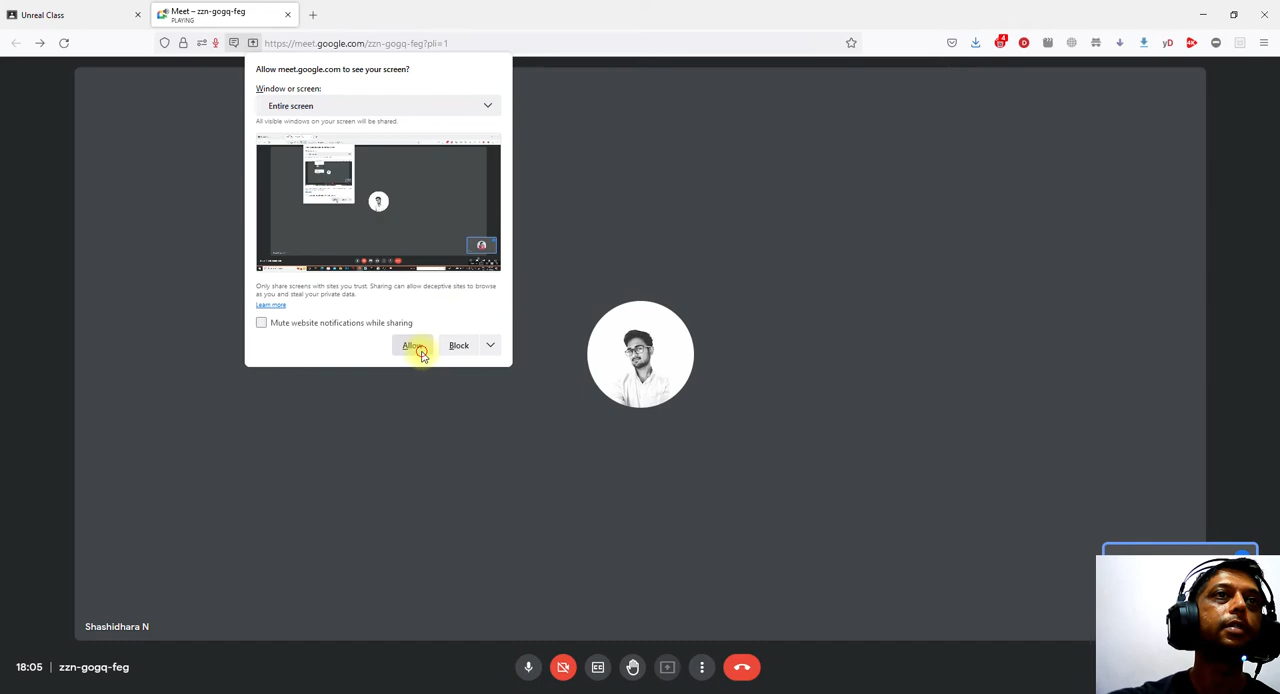 Unreal Class
Meet – zzn-gogq-feg
PLAYING
https://meet.google.com/zzn-gogq-feg?pli=1
4
yD
4K
Allow meet.google.com to see your screen?
Window or screen:
Entire screen
All visible windows on your screen will be shared.
Only share screens with sites you trust. Sharing can allow deceptive sites to browse
as you and steal your private data.
Learn more
Mute website notifications while sharing
Allow
Block
Shashidhara N
18:05 | zzn-gogq-feg